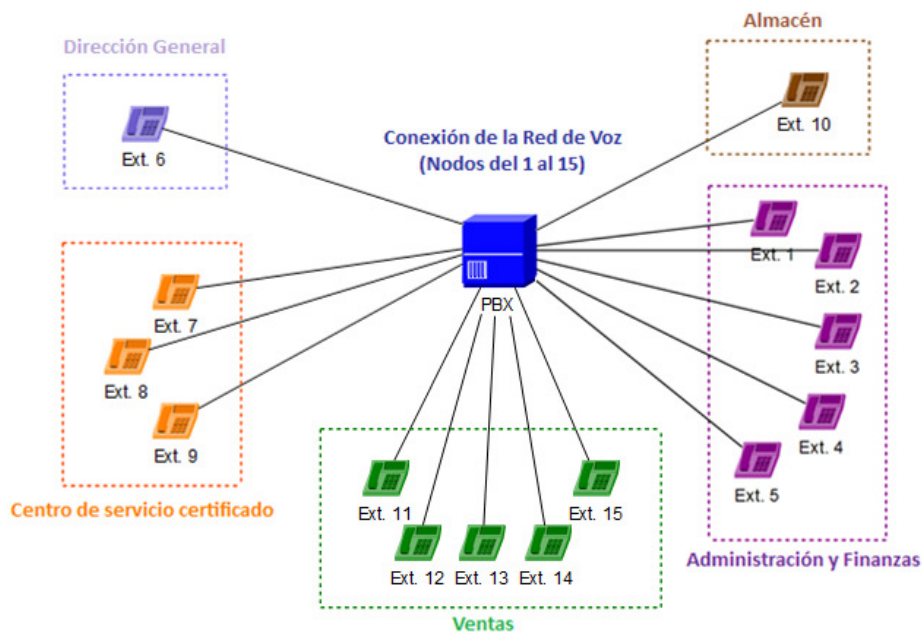 Dirección General
Ext. 6
Almacén
Ext. 10
Conexión de la Red de Voz
(Nodos del 1 al 15)
PBX
Ext. 1
Ext. 2
Ext. 3
Ext. 4
Ext. 5
Administración y Finanzas
Ext. 7
Ext. 8
Ext. 9
Centro de servicio certificado
Ext. 11
Ext. 15
Ext. 12
Ext. 13
Ext. 14
Ventas